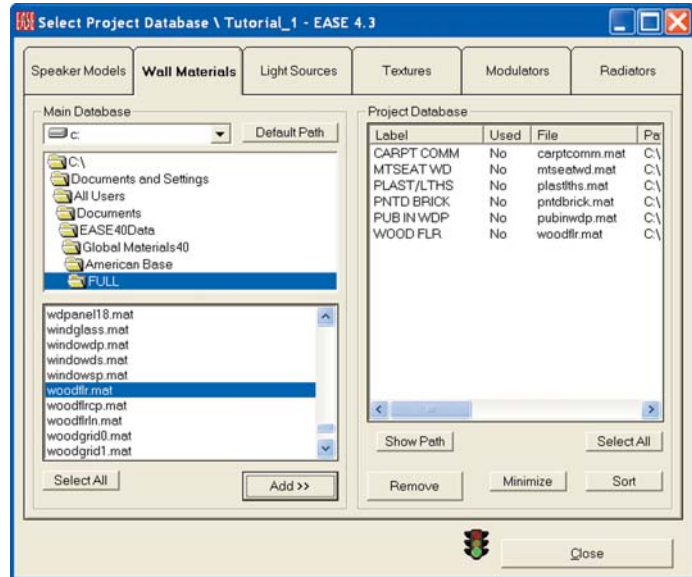 Select Project Database \ Tutorial_1 - EASE 4.3
Speaker Models
Wall Materials
Light Sources
Textures
Modulators
Radiators
Main Database
c:
Default Path
C:\
Documents and Settings
All Users
Documents
EASE40Data
Global Materials40
American Base
FULL
wdpanel18.mat
windglass.mat
windowdp.mat
windowds.mat
windowsp.mat
woodflr.mat
woodflrcp.mat
woodflrln.mat
woodgrid0.mat
woodgrid1.mat
Select All
Add >>
Project Database
Label Used File Pa
CARPT COMM No carptcomm.mat C:\
MTSEAT WD No mtseatwd.mat C:\
PLAST/LTHS No plastlths.mat C:\
PNTD BRICK No pntdbrick.mat C:\
PUB IN WDP No pubinwdp.mat C:\
WOOD FLR No woodflr.mat C:\
Show Path
Select All
Remove
Minimize
Sort
Close